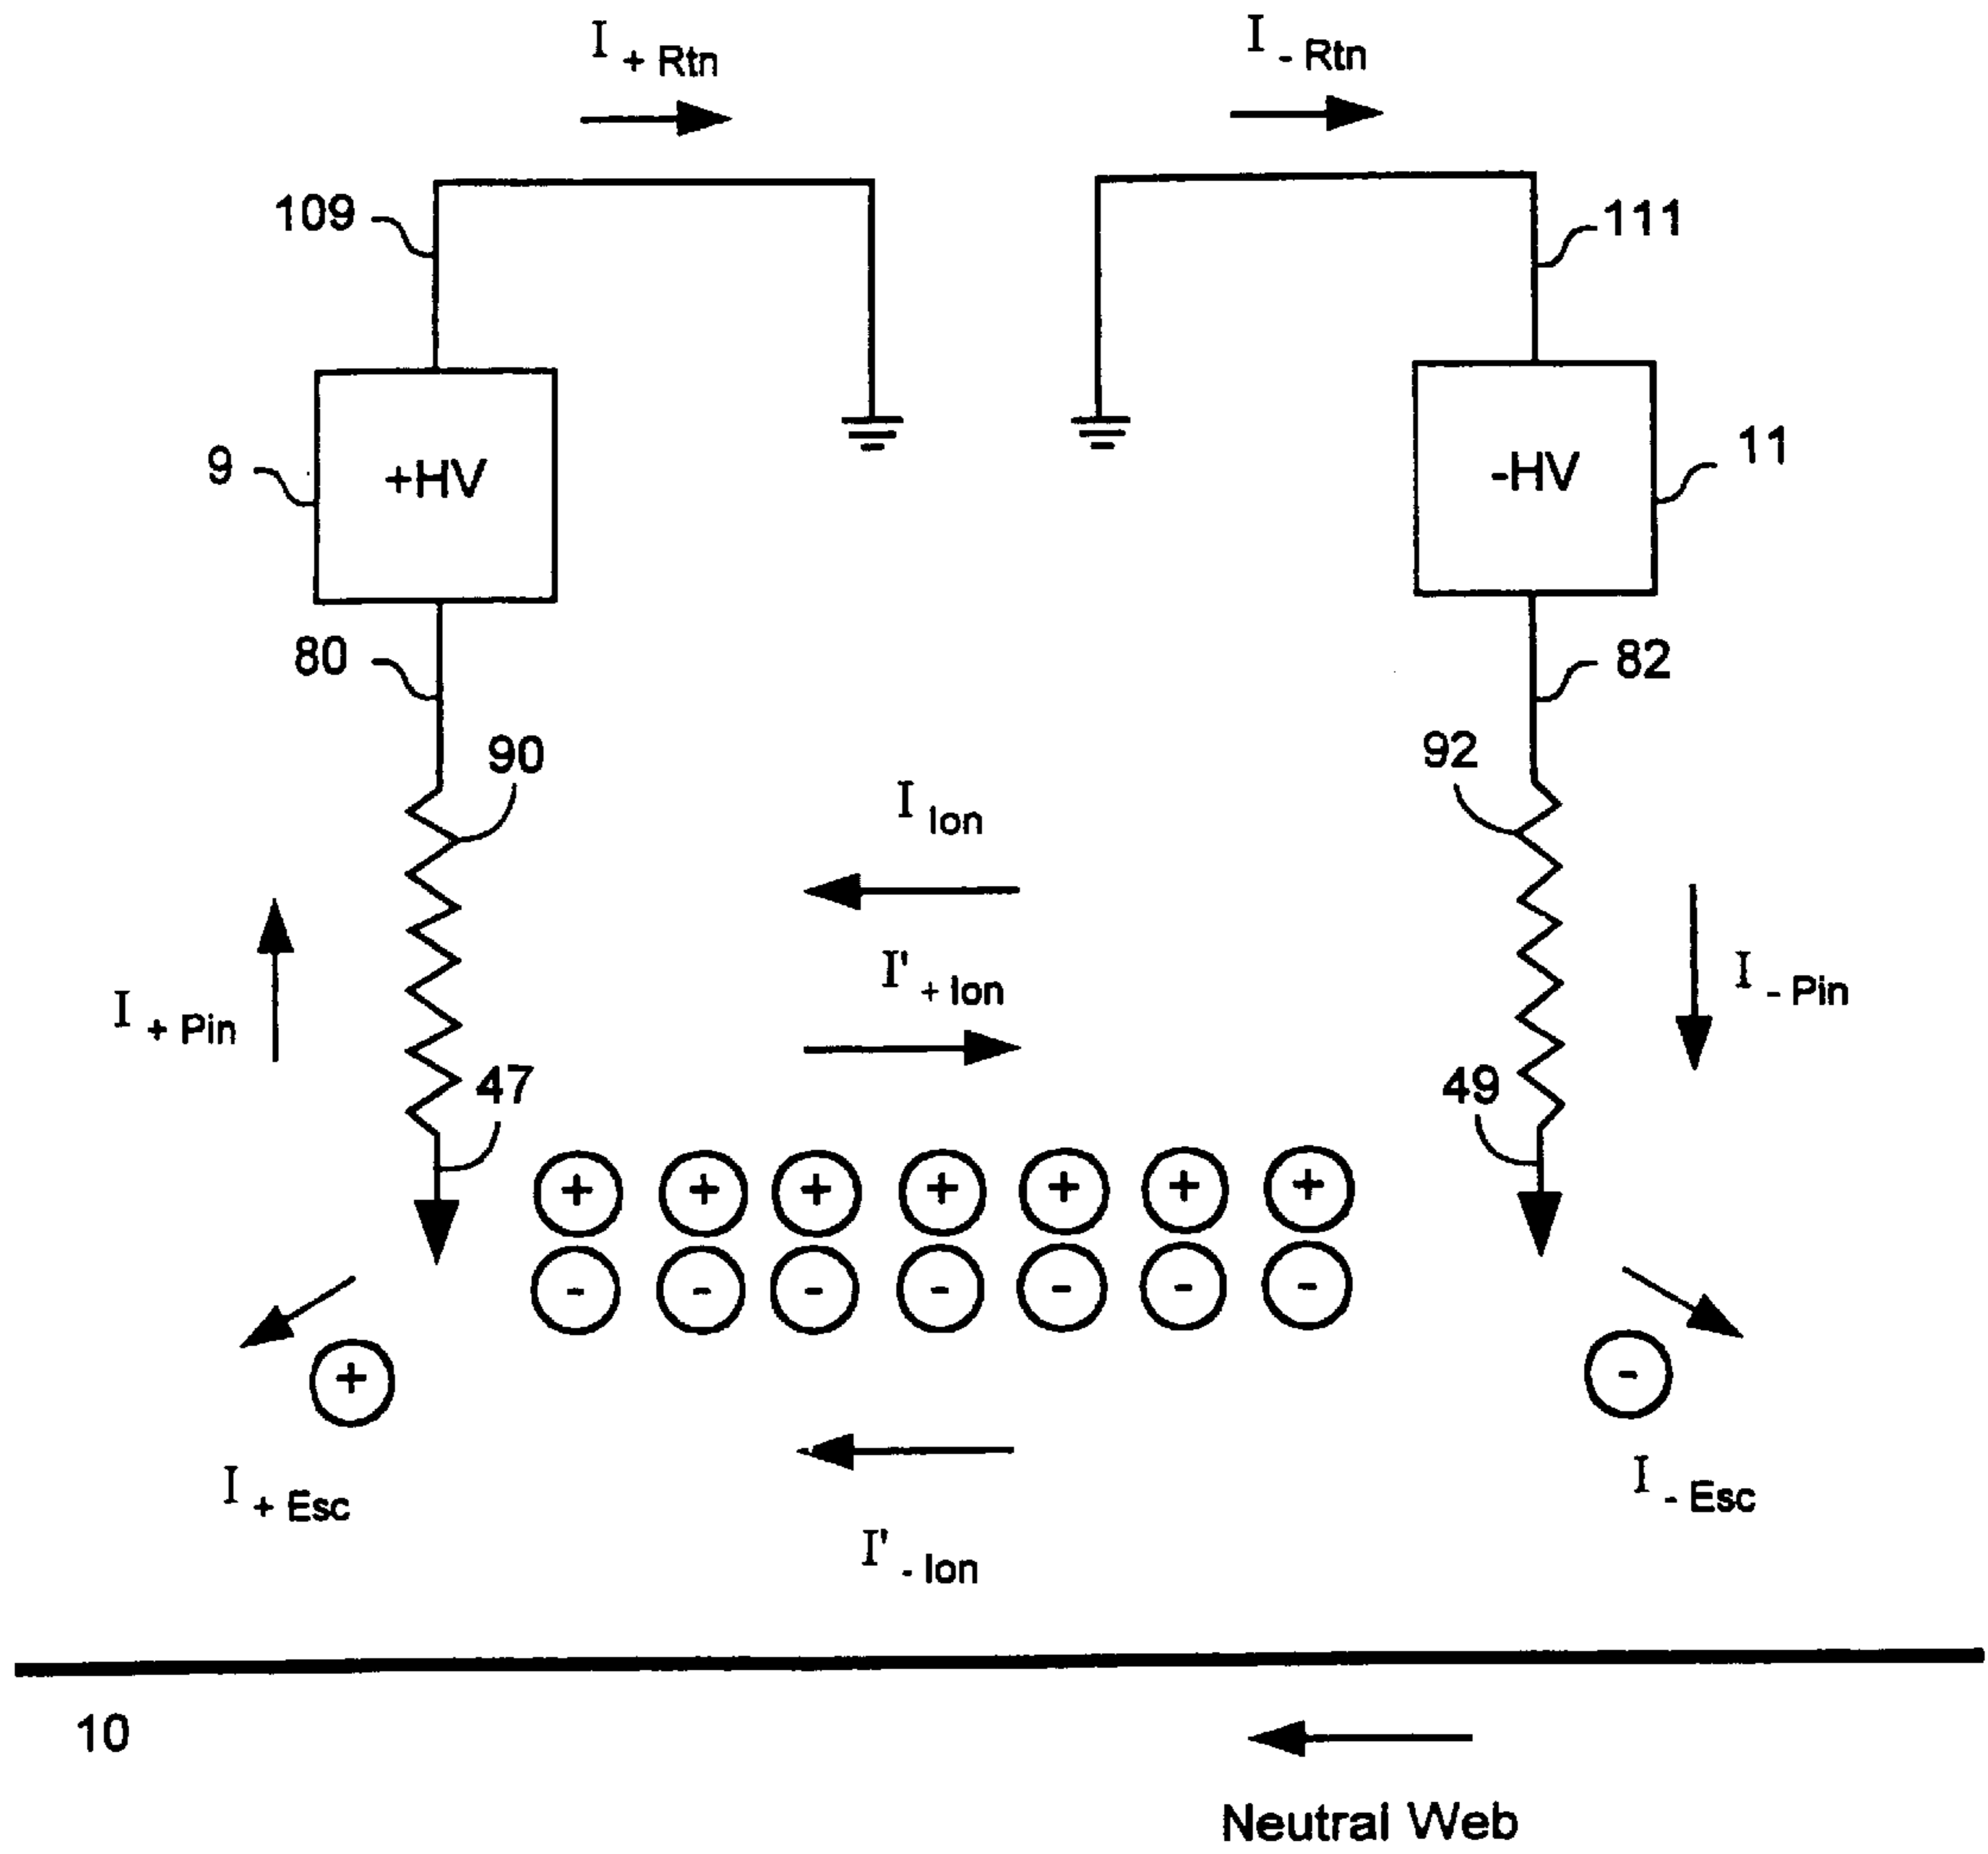 I + Rtn
I - Rtn
109
111
9
+HV
-HV
11
80
82
90
92
I Ion
I' + Ion
I + Pin
I - Pin
47
49
+ + + + + + +
- - - - - - -
+
-
I + Esc
I - Esc
I' - Ion
10
Neutral Web